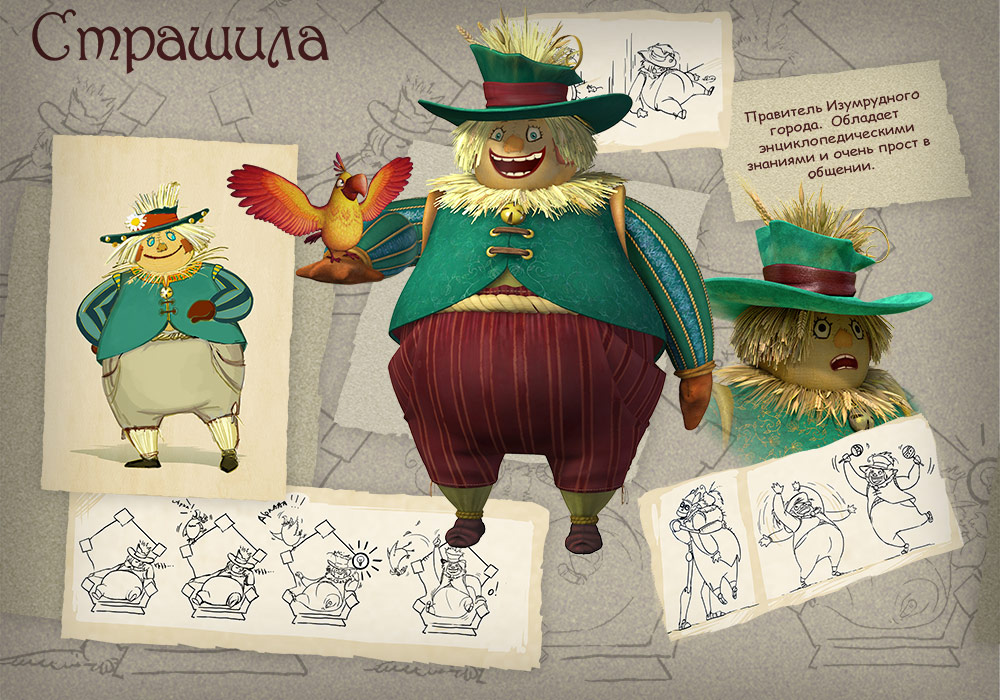 Страшила
Правитель Изумрудного
города. Обладает
энциклопедическими
знаниями и очень прост в
общении.